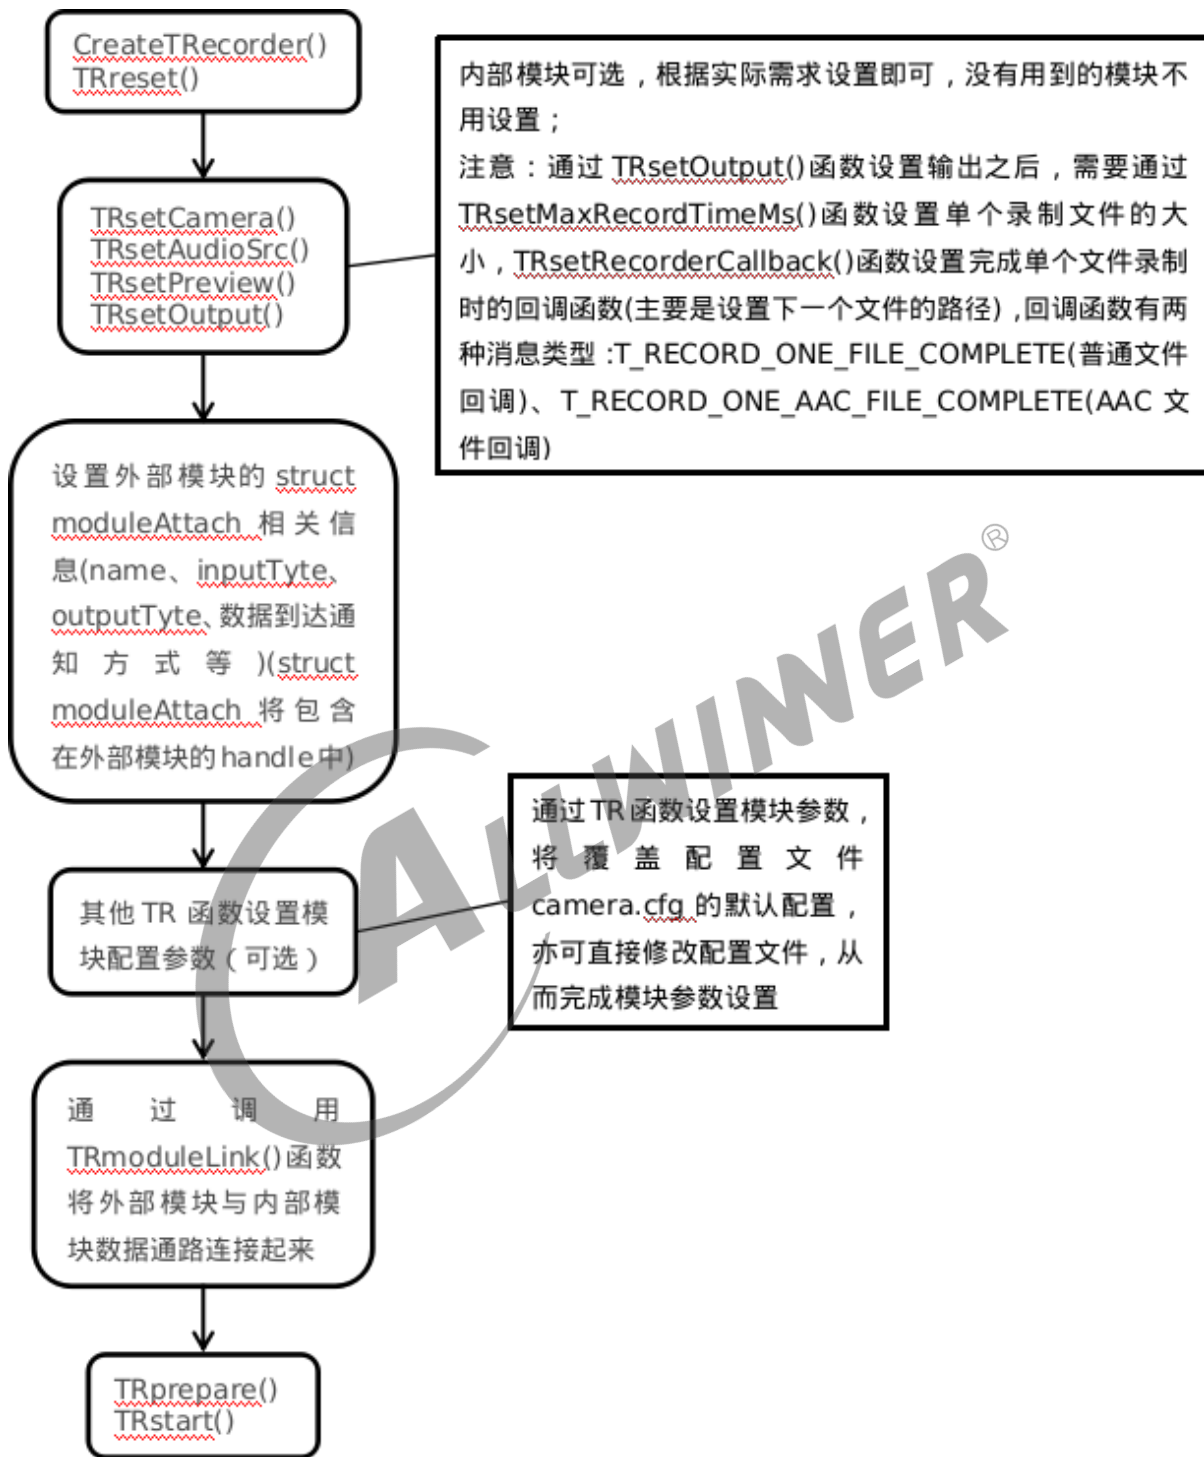 CreateTRecorder()
TRreset()
TRsetCamera()
TRsetAudioSrc()
TRsetPreview()
TRsetOutput()
内部模块可选，根据实际需求设置即可，没有用到的模块不
用设置；
注意：通过 TRsetOutput()函数设置输出之后，需要通过
TRsetMaxRecordTimeMs()函数设置单个录制文件的大
小，TRsetRecorderCallback()函数设置完成单个文件录制
时的回调函数(主要是设置下一个文件的路径) ,回调函数有两
种消息类型 :T_RECORD_ONE_FILE_COMPLETE(普通文件
回调)、T_RECORD_ONE_AAC_FILE_COMPLETE(AAC 文
件回调)
设置外部模块的 struct
moduleAttach 相关信
息(name、inputTyte、
outputTyte、数据到达通
知方式等)(struct
moduleAttach 将包含
在外部模块的handle中)
其他 TR 函数设置模
块配置参数（可选）
通过TR函数设置模块参数，
将覆盖配置文件
camera.cfg 的默认配置，
亦可直接修改配置文件，从
而完成模块参数设置
通过调用
TRmoduleLink()函数
将外部模块与内部模
块数据通路连接起来
TRprepare()
TRstart()
ALLWINNER®